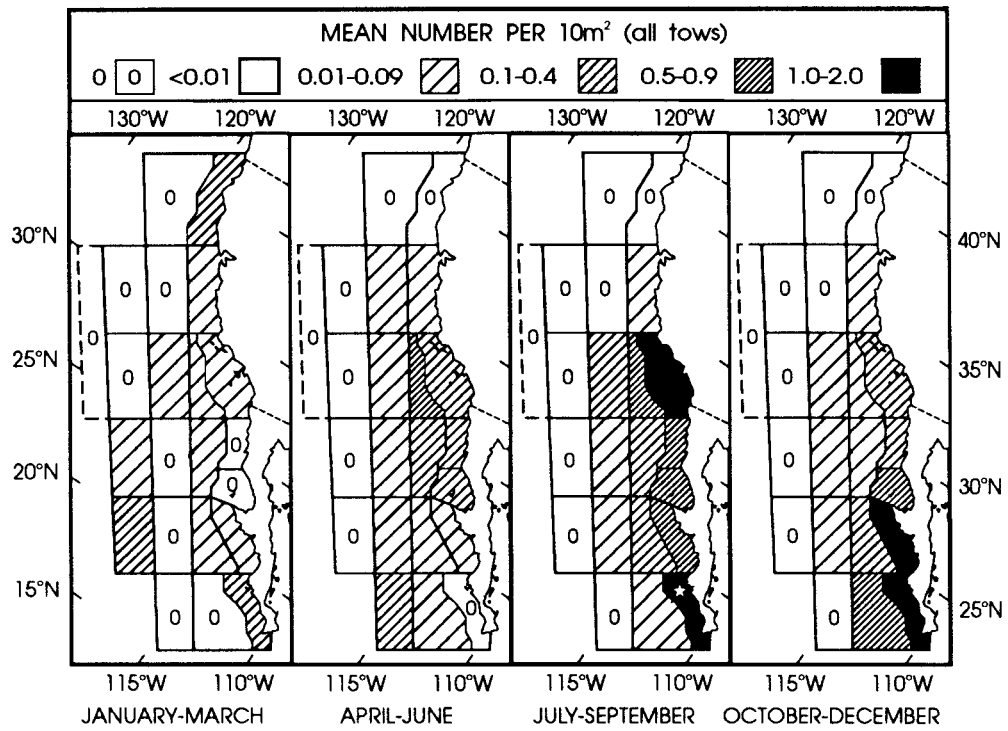 MEAN NUMBER PER 10m² (all tows)
0 0 <0.01 0.01-0.09 0.1-0.4 0.5-0.9 1.0-2.0
130°W 120°W 130°W 120°W 130°W 120°W 130°W 120°W
0 0 0 0 0 0 0
30°N 40°N
0 0 0 0 0 0 0
0 0 0 0
25°N 35°N
0 0 0 0
0 0 0 0 0
20°N 30°N
0
0 0 0 0
15°N 25°N
0 0 0 0 0
115°W 110°W 115°W 110°W 115°W 110°W 115°W 110°W
JANUARY-MARCH APRIL-JUNE JULY-SEPTEMBER OCTOBER-DECEMBER